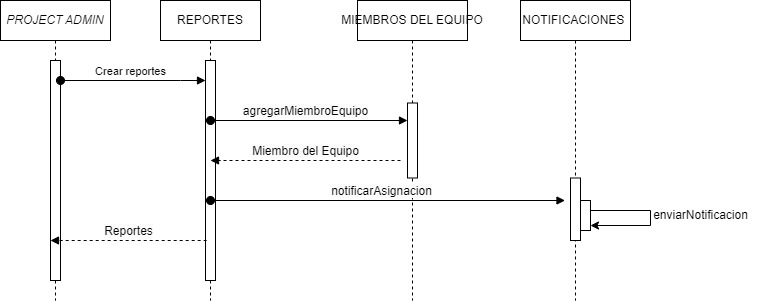 PROJECT ADMIN
REPORTES
MIEMBROS DEL EQUIPO
NOTIFICACIONES
Crear reportes
agregarMiembroEquipo
Miembro del Equipo
notificarAsignacion
enviarNotificacion
Reportes